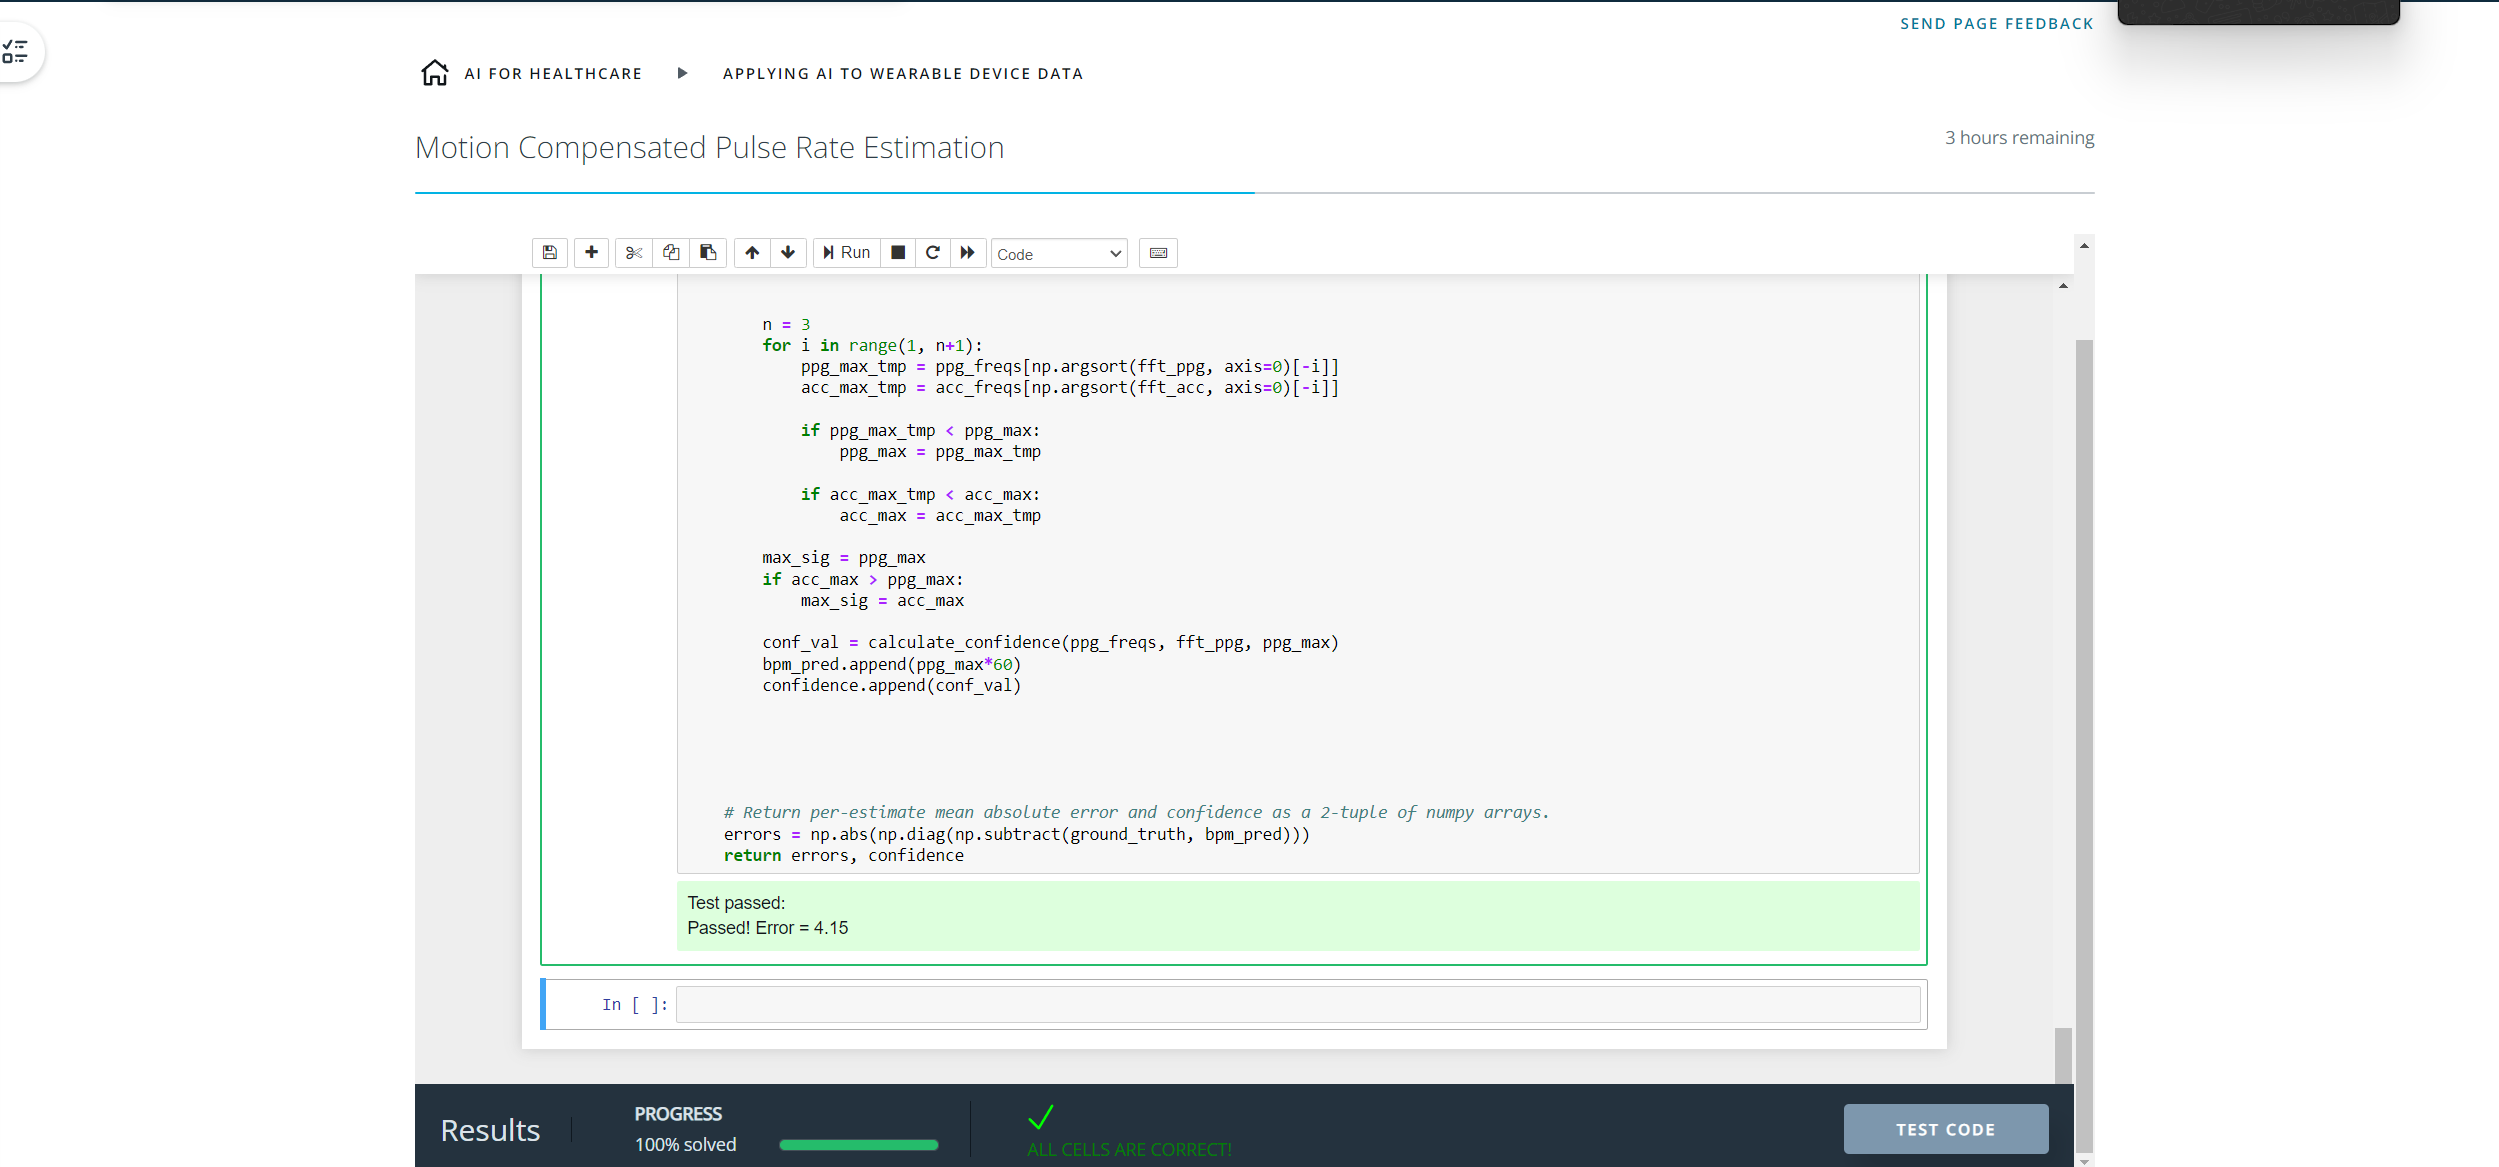 SEND PAGE FEEDBACK
AI FOR HEALTHCARE ▶ APPLYING AI TO WEARABLE DEVICE DATA
Motion Compensated Pulse Rate Estimation
3 hours remaining
Run
Code
n = 3
for i in range(1, n+1):
ppg_max_tmp = ppg_freqs[np.argsort(fft_ppg, axis=0)[-i]]
acc_max_tmp = acc_freqs[np.argsort(fft_acc, axis=0)[-i]]
if ppg_max_tmp < ppg_max:
ppg_max = ppg_max_tmp
if acc_max_tmp < acc_max:
acc_max = acc_max_tmp
max_sig = ppg_max
if acc_max > ppg_max:
max_sig = acc_max
conf_val = calculate_confidence(ppg_freqs, fft_ppg, ppg_max)
bpm_pred.append(ppg_max*60)
confidence.append(conf_val)
# Return per-estimate mean absolute error and confidence as a 2-tuple of numpy arrays.
errors = np.abs(np.diag(np.subtract(ground_truth, bpm_pred)))
return errors, confidence
Test passed:
Passed! Error = 4.15
In [ ]:
Results
PROGRESS
100% solved
ALL CELLS ARE CORRECT!
TEST CODE